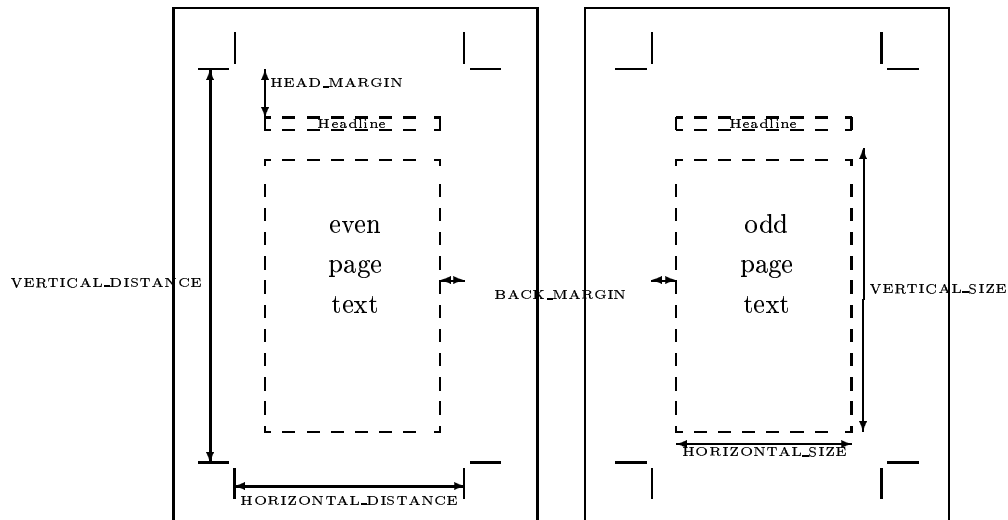 HEAD_MARGIN
Headline
Headline
even
page
text
odd
page
text
VERTICAL_DISTANCE
BACK_MARGIN
VERTICAL_SIZE
HORIZONTAL_SIZE
HORIZONTAL_DISTANCE